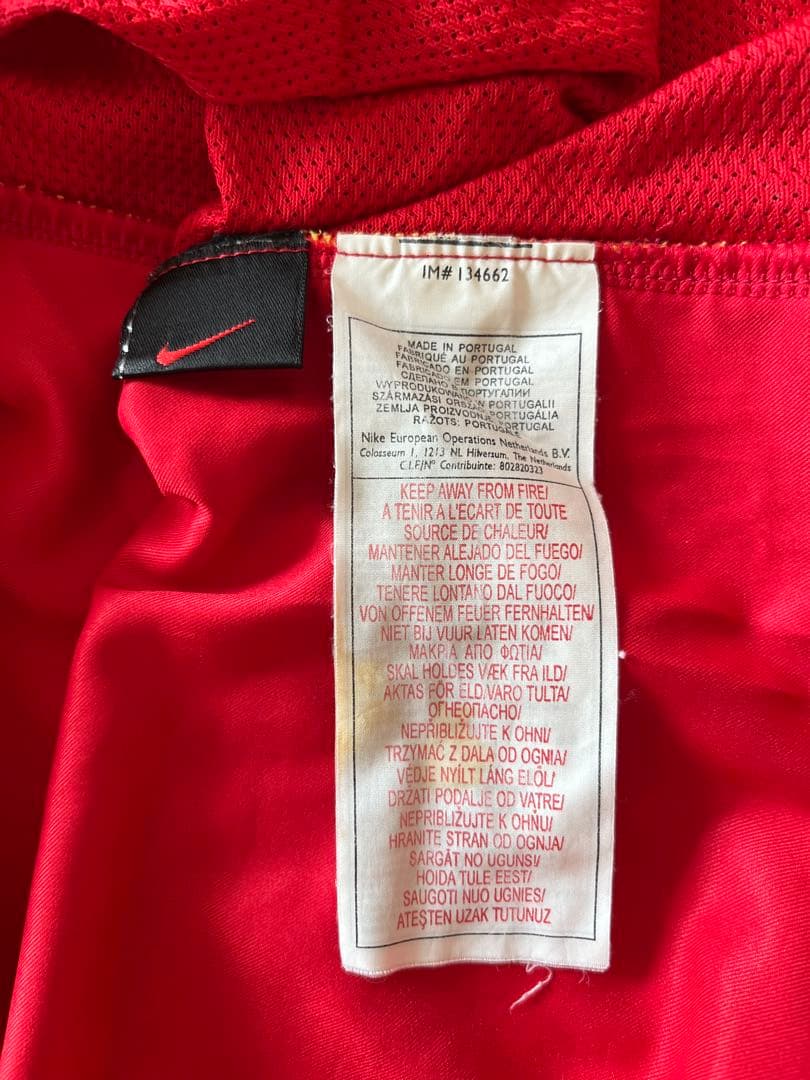 IM# 134662
MADE IN PORTUGAL
FABRIQUÉ AU PORTUGAL
FABRICADO EN PORTUGAL
FABRICADO EM PORTUGAL
СДЕЛАНО В ПОРТУГАЛИИ
WYPRODUKOWANO PORTUGALII
SZÁRMAZÁSI ORSZÁG PORTUGÁLIA
ZEMLJA PROIZVODNJE
RAŽOTS:
Nike European Operations Netherlands B.V.
Colosseum 1, 1213 NL Hilversum, The Netherlands
C.I.F/Nº Contribuinte: 802820323
KEEP AWAY FROM FIRE/
A TENIR A L'ECART DE TOUTE
SOURCE DE CHALEUR/
MANTENER ALEJADO DEL FUEGO/
MANTER LONGE DE FOGO/
TENERE LONTANO DAL FUOCO/
VON OFFENEM FEUER FERNHALTEN/
NIET BIJ VUUR LATEN KOMEN/
ΜΑΚΡΙΑ ΑΠΟ ΦΩΤΙΑ/
SKAL HOLDES VÆK FRA ILD/
AKTAS FÖR ELD/VARO TULTA/
ОГНЕОПАСНО/
NEPŘIBLIŽUJTE K OHNI/
TRZYMAĆ Z DALA OD OGNIA/
VÉDJE NYÍLT LÁNG ELŐL/
DRŽATI PODALJE OD VATRE/
NEPRIBLIŽUJTE K OHŇU/
HRANITE STRAN OD OGNJA/
SARGĀT NO UGUNS/
HOIDA TULE EEST/
SAUGOTI NUO UGNIES/
ATEŞTEN UZAK TUTUNUZ